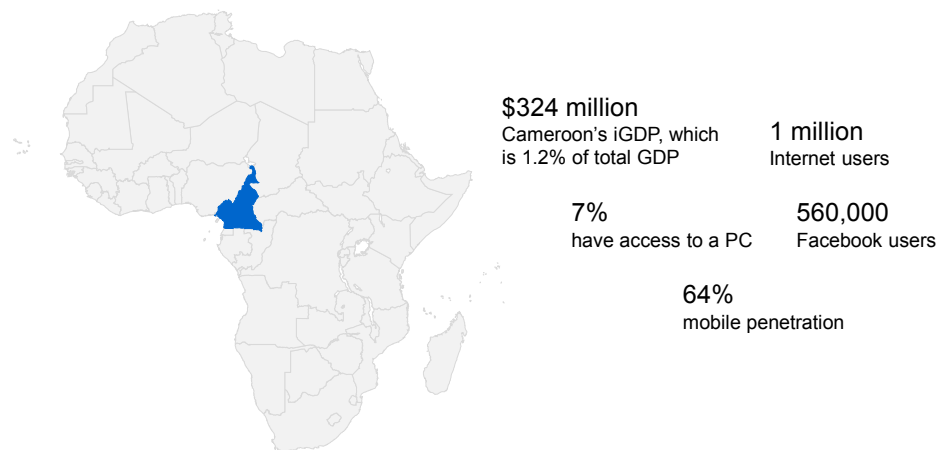 $324 million
Cameroon’s iGDP, which
is 1.2% of total GDP
1 million
Internet users
7%
have access to a PC
560,000
Facebook users
64%
mobile penetration